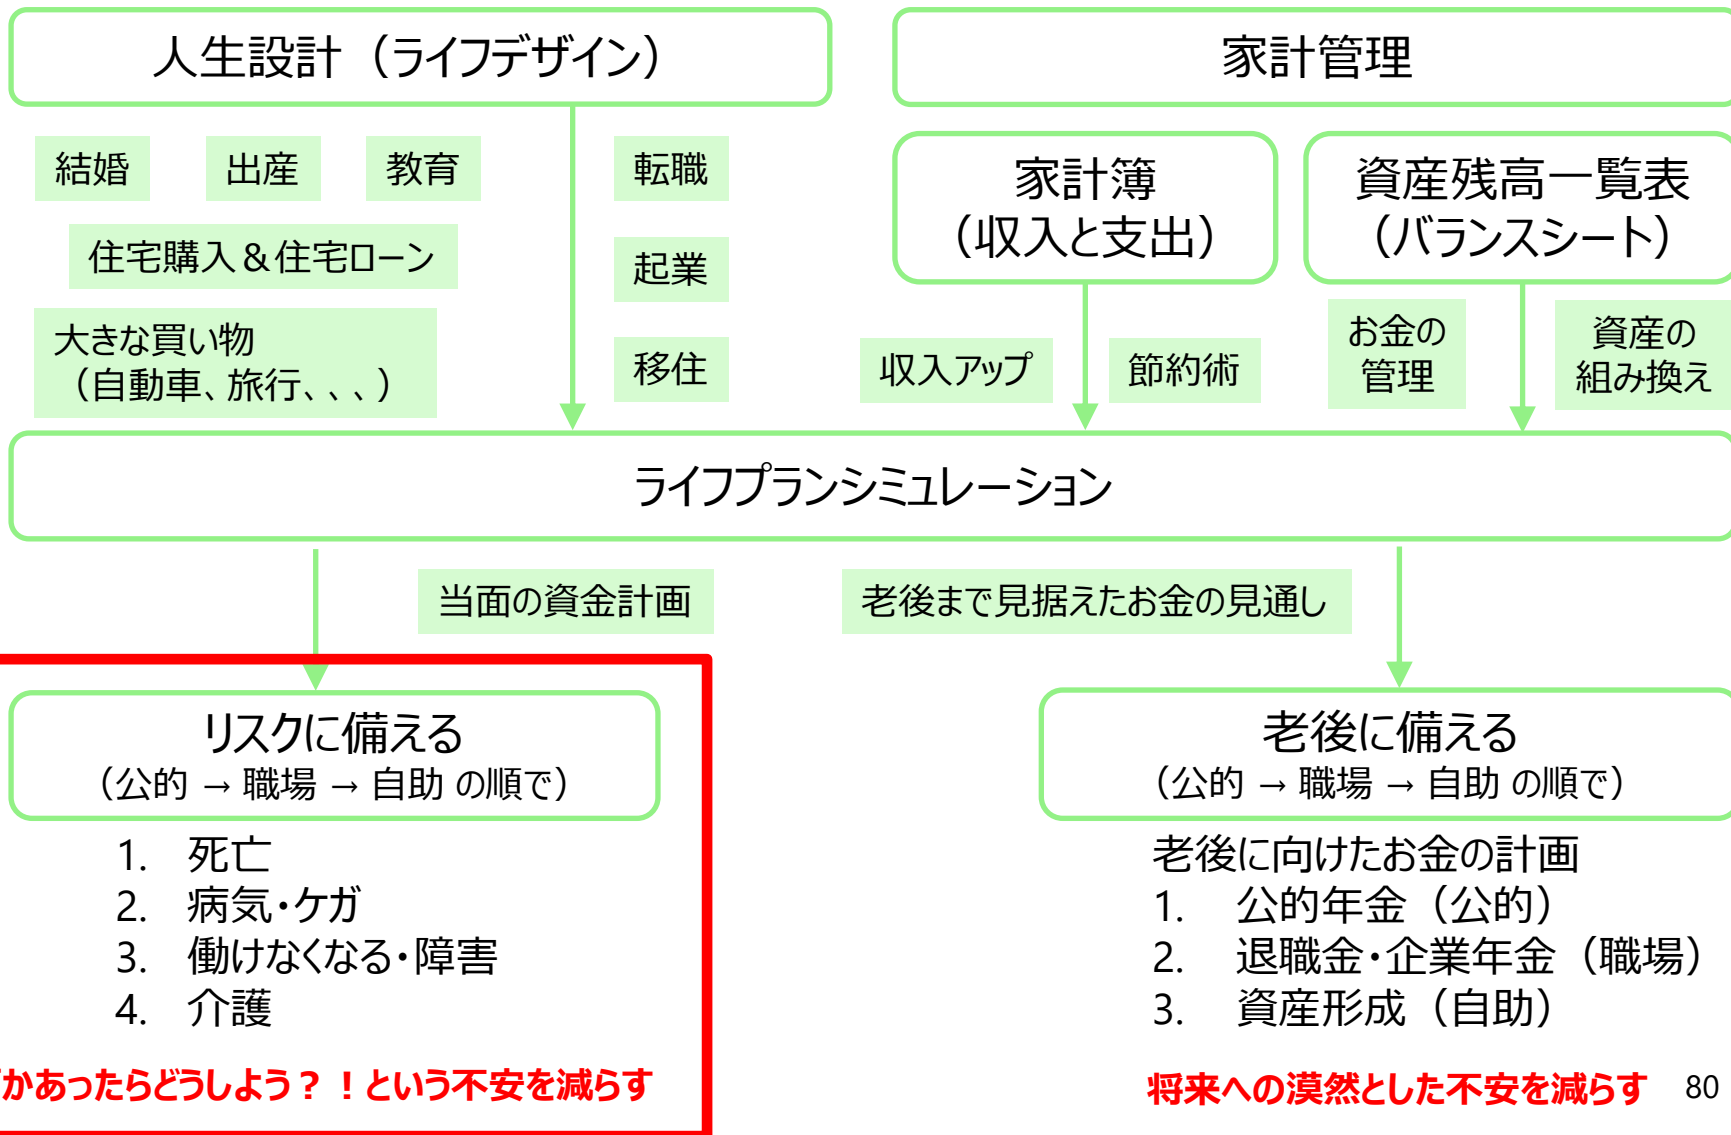 人生設計（ライフデザイン）
家計管理
結婚
出産
教育
転職
住宅購入＆住宅ローン
起業
大きな買い物
（自動車、旅行、、、）
移住
家計簿
（収入と支出）
資産残高一覧表
（バランスシート）
収入アップ
節約術
お金の
管理
資産の
組み換え
ライフプランシミュレーション
当面の資金計画
老後まで見据えたお金の見通し
リスクに備える
（公的 → 職場 → 自助 の順で）
1. 死亡
2. 病気・ケガ
3. 働けなくなる・障害
4. 介護
かあったらどうしよう？！という不安を減らす
老後に備える
（公的 → 職場 → 自助 の順で）
老後に向けたお金の計画
1. 公的年金（公的）
2. 退職金・企業年金（職場）
3. 資産形成（自助）
将来への漠然とした不安を減らす
80